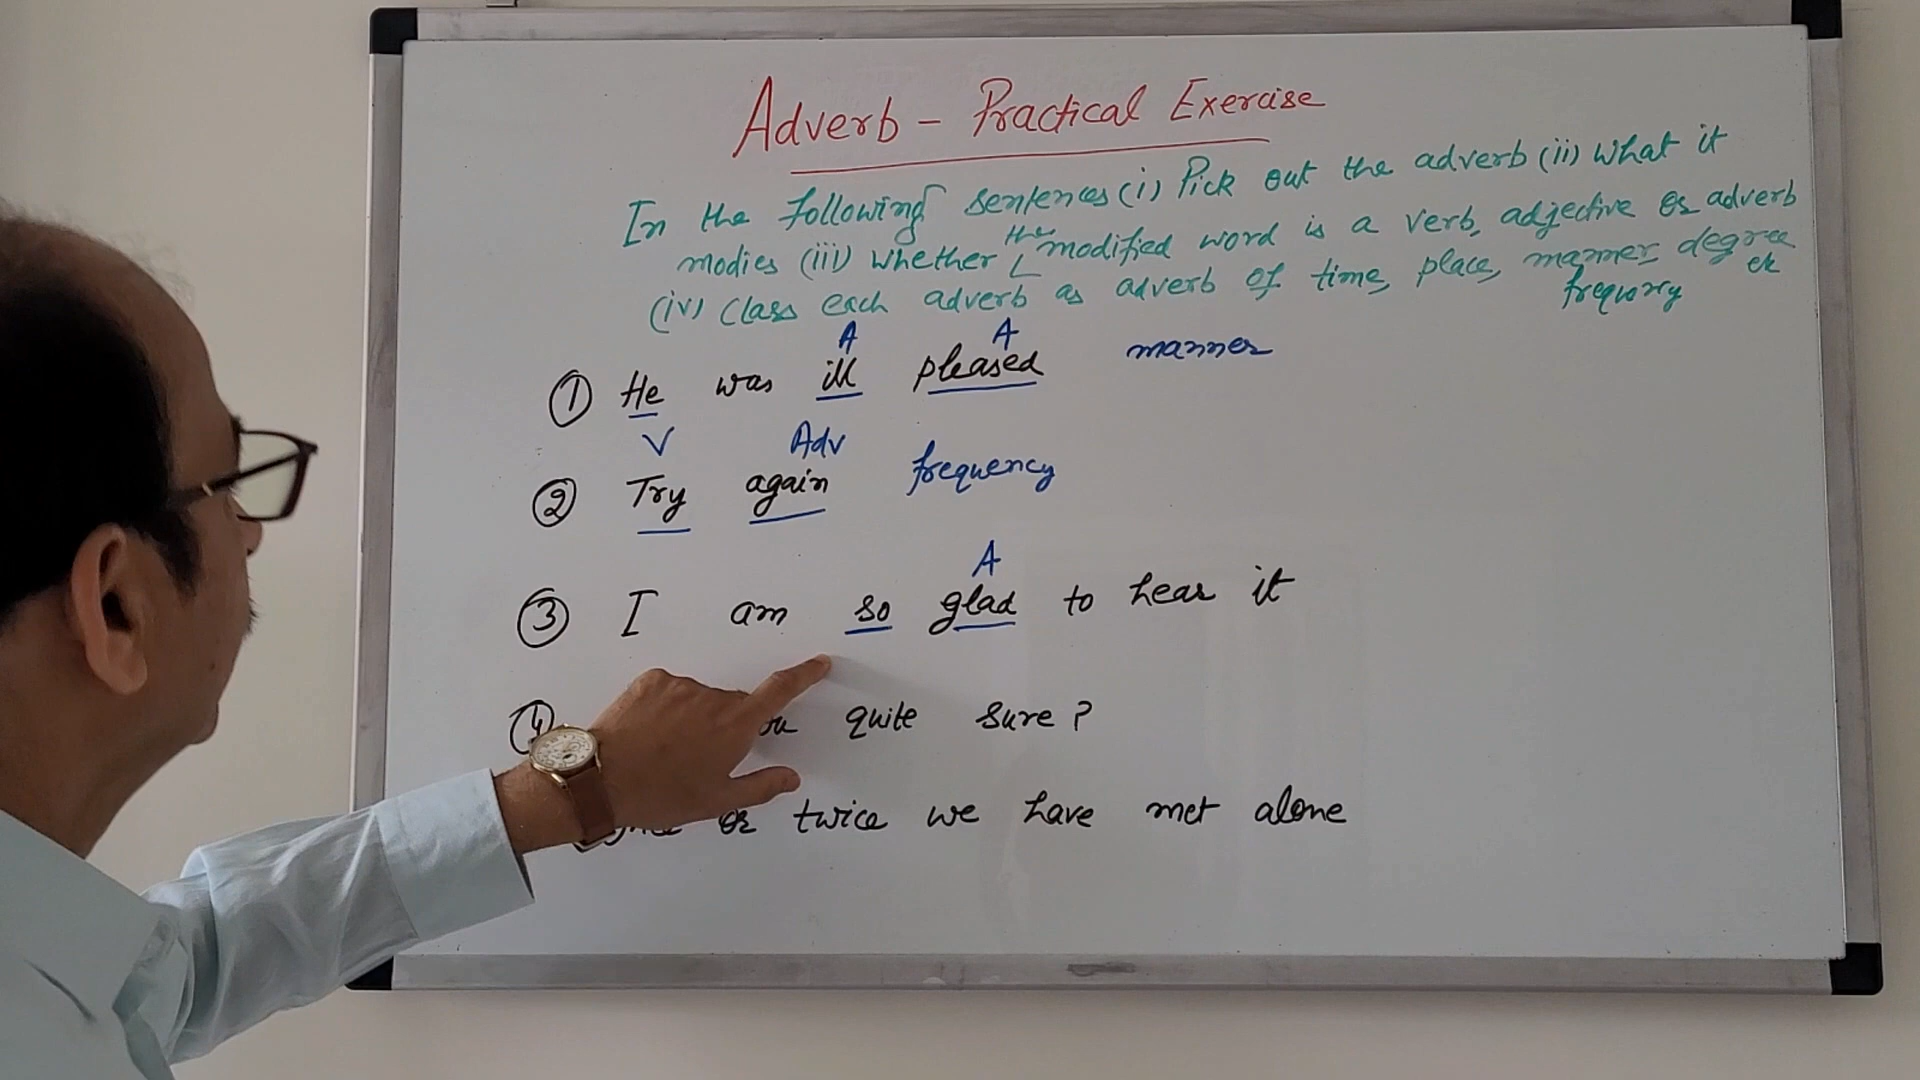 Adverb - Practical Exercise
In the following sentences (i) Pick out the adverb (ii) What it
modies (iii) Whether the modified word is a verb, adjective or adverb
(iv) Class each adverb as adverb of time, place, manner degree or
frequency
A A
① He was ill pleased manner
V Adv
② Try again frequency
A
③ I am so glad to hear it
④ quite sure?
or twice we have met alone